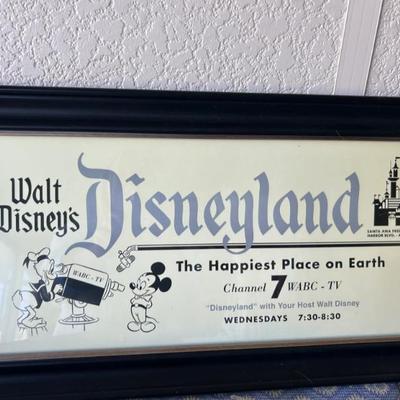 Walt
Disney's
Disneyland
SANTA ANA
HARBOR BLVD.
The Happiest Place on Earth
WABC - TV
Channel 7 WABC - TV
"Disneyland" with Your Host Walt Disney
WEDNESDAYS 7:30-8:30